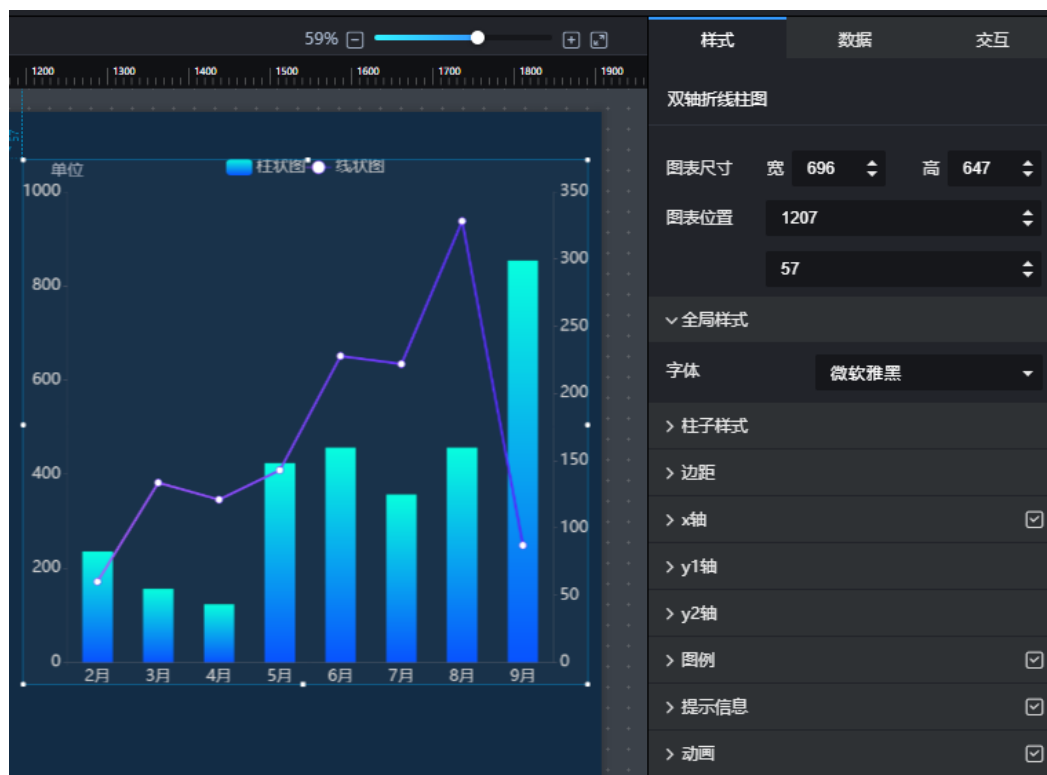 59%
样式 数据 交互
1200 1300 1400 1500 1600 1700 1800 1900
双轴折线柱图
57
单位 柱状图 线状图
图表尺寸 宽 696 高 647
1000 350
图表位置 1207
300
57
800
250
全局样式
字体 微软雅黑
600
200
柱子样式
150
400
边距
100
x轴
200
y1轴
50
y2轴
0 0
2月 3月 4月 5月 6月 7月 8月 9月
图例
提示信息
动画